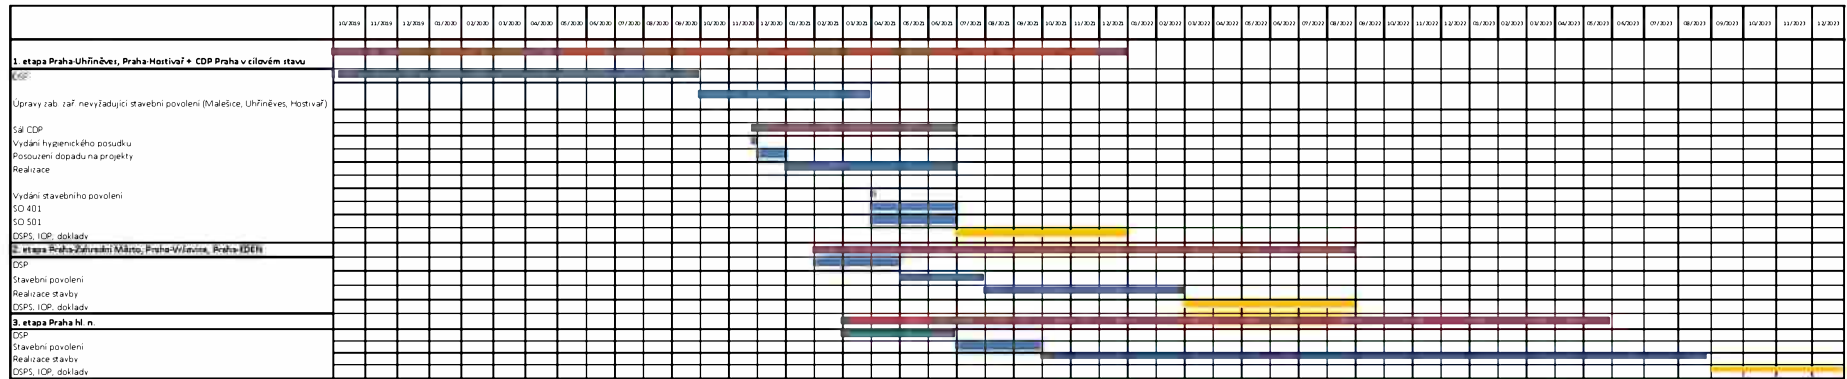 10/2019 11/2019 12/2019 01/2020 02/2020 03/2020 04/2020 05/2020 06/2020 07/2020 08/2020 09/2020 10/2020 11/2020 12/2020 01/2021 02/2021 03/2021 04/2021 05/2021 06/2021 07/2021 08/2021 09/2021 10/2021 11/2021 12/2021 01/2022 02/2022 03/2022 04/2022 05/2022 06/2022 07/2022 08/2022 09/2022 10/2022 11/2022 12/2022 01/2023 02/2023 03/2023 04/2023 05/2023 06/2023 07/2023 08/2023 09/2023 10/2023 11/2023 12/2023
1. etapa Praha-Uhříněves, Praha-Hostivař + CDP Praha v cílovém stavu
DSP
Úpravy zab. zař. nevyžadující stavební povolení (Malešice, Uhříněves, Hostivař)
Sál CDP
Vydání hygienického posudku
Posouzení dopadu na projekty
Realizace
Vydání stavebního povolení
SO 401
SO 501
DSPS, IOP, doklady
2. etapa Praha-Zahradní Město, Praha-Vršovice, Praha-EDEN
DSP
Stavební povolení
Realizace stavby
DSPS, IOP, doklady
3. etapa Praha hl. n.
DSP
Stavební povolení
Realizace stavby
DSPS, IOP, doklady